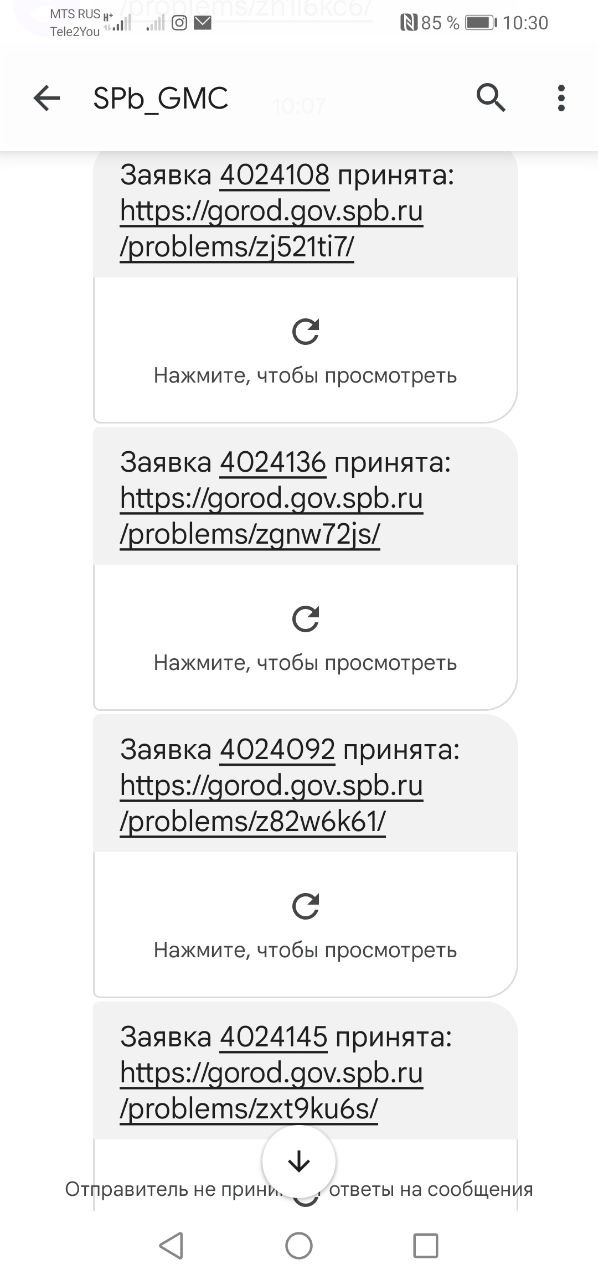 /problems/zh1l6kc6/
MTS RUS H+
Tele2You
85 % 10:30
SPb_GMC
10:07
Заявка 4024108 принята:
https://gorod.gov.spb.ru
/problems/zj521ti7/
Нажмите, чтобы просмотреть
Заявка 4024136 принята:
https://gorod.gov.spb.ru
/problems/zgnw72js/
Нажмите, чтобы просмотреть
Заявка 4024092 принята:
https://gorod.gov.spb.ru
/problems/z82w6k61/
Нажмите, чтобы просмотреть
Заявка 4024145 принята:
https://gorod.gov.spb.ru
/problems/zxt9ku6s/
Отправитель не ответы на сообщения